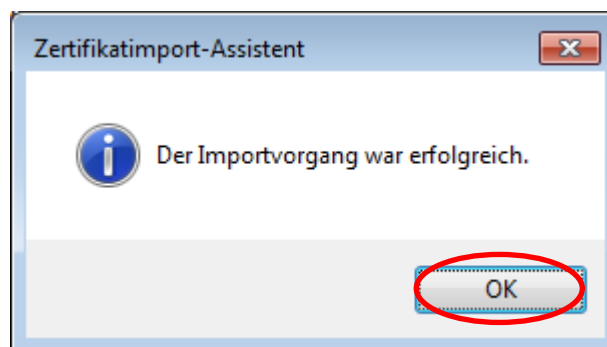 Zertifikatimport-Assistent
Der Importvorgang war erfolgreich.
OK